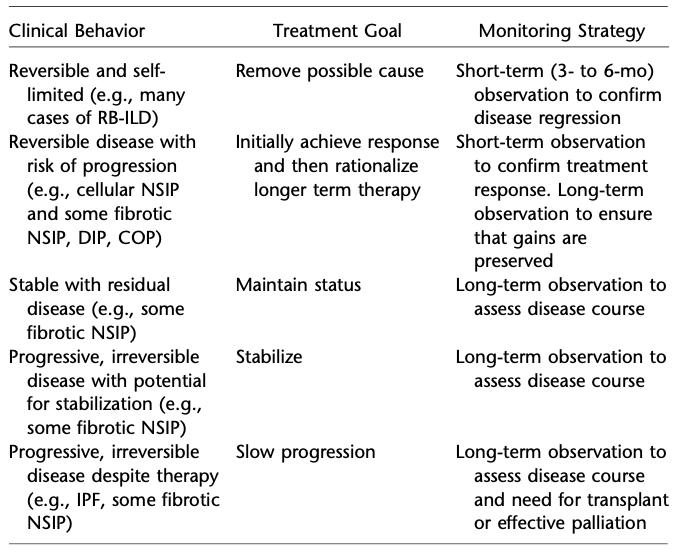 Clinical Behavior
Treatment Goal
Monitoring Strategy
Reversible and self-
limited (e.g., many
cases of RB-ILD)
Remove possible cause
Short-term (3- to 6-mo)
observation to confirm
disease regression
Reversible disease with
risk of progression
(e.g., cellular NSIP
and some fibrotic
NSIP, DIP, COP)
Initially achieve response
and then rationalize
longer term therapy
Short-term observation
to confirm treatment
response. Long-term
observation to ensure
that gains are
preserved
Stable with residual
disease (e.g., some
fibrotic NSIP)
Maintain status
Long-term observation to
assess disease course
Progressive, irreversible
disease with potential
for stabilization (e.g.,
some fibrotic NSIP)
Stabilize
Long-term observation to
assess disease course
Progressive, irreversible
disease despite therapy
(e.g., IPF, some fibrotic
NSIP)
Slow progression
Long-term observation to
assess disease course
and need for transplant
or effective palliation